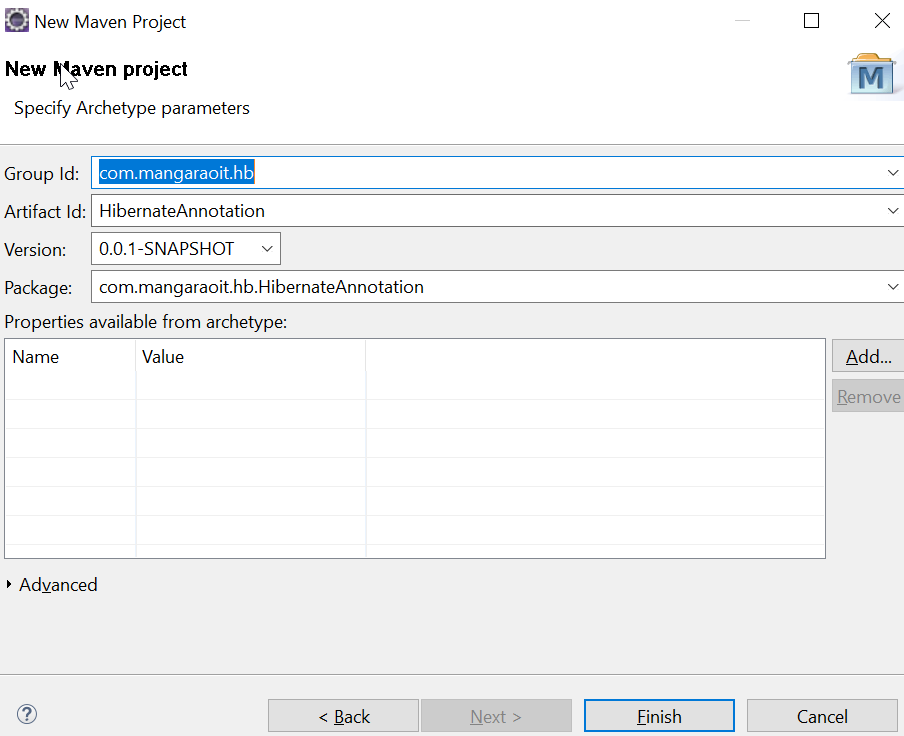 New Maven Project
New Maven project
Specify Archetype parameters
M
Group Id: com.mangaraoit.hb
Artifact Id: HibernateAnnotation
Version: 0.0.1-SNAPSHOT
Package: com.mangaraoit.hb.HibernateAnnotation
Properties available from archetype:
Name Value
Add...
Remove
Advanced
? < Back Next > Finish Cancel